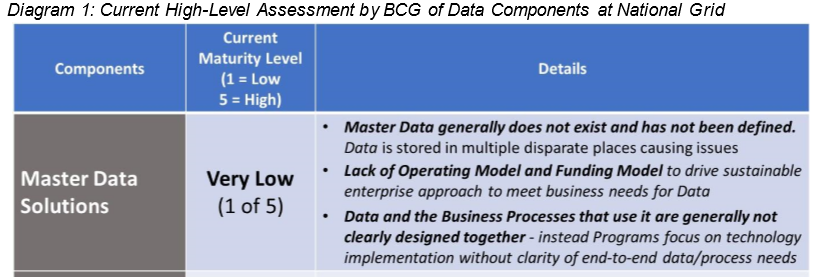 Diagram 1: Current High-Level Assessment by BCG of Data Components at National Grid
Components
Current
Maturity Level
(1 = Low
5 = High)
Details
Master Data
Solutions
Very Low
(1 of 5)
• Master Data generally does not exist and has not been defined.
Data is stored in multiple disparate places causing issues
• Lack of Operating Model and Funding Model to drive sustainable
enterprise approach to meet business needs for Data
• Data and the Business Processes that use it are generally not
clearly designed together - instead Programs focus on technology
implementation without clarity of end-to-end data/process needs